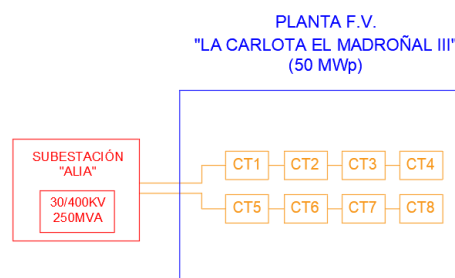 PLANTA F.V.
"LA CARLOTA EL MADROÑAL III"
(50 MWp)
SUBESTACIÓN
"ALIA"
30/400KV
250MVA
CT1 CT2 CT3 CT4
CT5 CT6 CT7 CT8